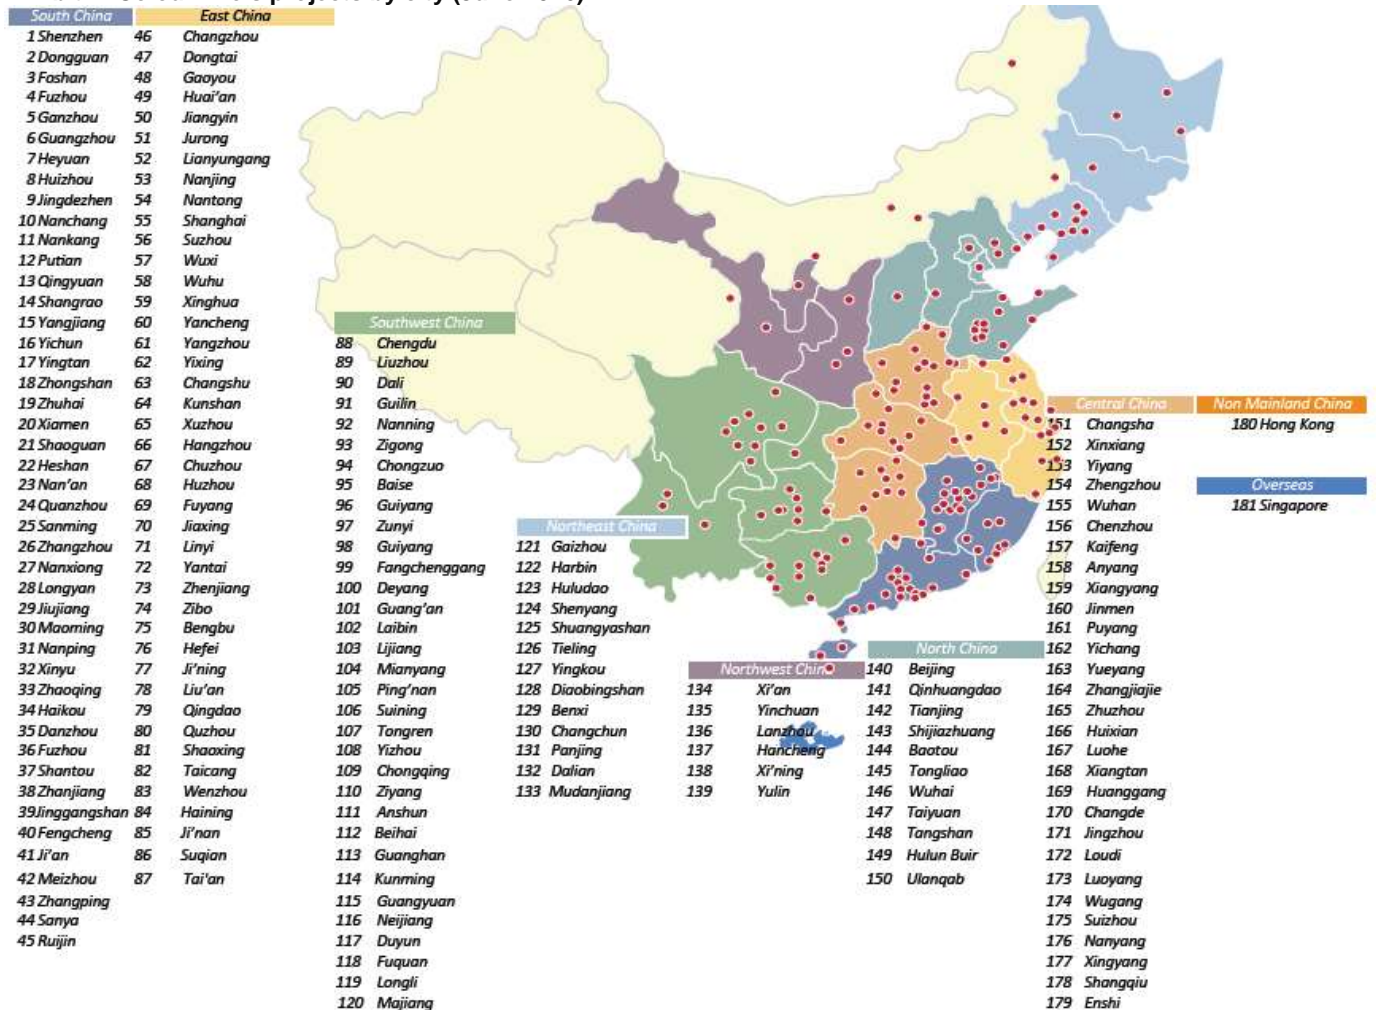 South China
1 Shenzhen
2 Dongguan
3 Foshan
4 Fuzhou
5 Ganzhou
6 Guangzhou
7 Heyuan
8 Huizhou
9 Jingdezhen
10 Nanchang
11 Nankang
12 Putian
13 Qingyuan
14 Shangrao
15 Yangjiang
16 Yichun
17 Yingtan
18 Zhongshan
19 Zhuhai
20 Xiamen
21 Shaoguan
22 Heshan
23 Nan'an
24 Quanzhou
25 Sanming
26 Zhangzhou
27 Nanxiong
28 Longyan
29 Jiujiang
30 Maoming
31 Nanping
32 Xinyu
33 Zhaoqing
34 Haikou
35 Danzhou
36 Fuzhou
37 Shantou
38 Zhanjiang
39 Jinggangshan
40 Fengcheng
41 Ji'an
42 Meizhou
43 Zhangping
44 Sanya
45 Ruijin
East China
46 Changzhou
47 Dongtai
48 Gaoyou
49 Huai'an
50 Jiangyin
51 Jurong
52 Lianyungang
53 Nanjing
54 Nantong
55 Shanghai
56 Suzhou
57 Wuxi
58 Wuhu
59 Xinghua
60 Yancheng
61 Yangzhou
62 Yixing
63 Changshu
64 Kunshan
65 Xuzhou
66 Hangzhou
67 Chuzhou
68 Huzhou
69 Fuyang
70 Jiaxing
71 Linyi
72 Yantai
73 Zhenjiang
74 Zibo
75 Bengbu
76 Hefei
77 Ji'ning
78 Liu'an
79 Qingdao
80 Quzhou
81 Shaoxing
82 Taicang
83 Wenzhou
84 Haining
85 Ji'nan
86 Suqian
87 Tai'an
Southwest China
88 Chengdu
89 Liuzhou
90 Dali
91 Guilin
92 Nanning
93 Zigong
94 Chongzuo
95 Baise
96 Guiyang
97 Zunyi
98 Guiyang
99 Fangchenggang
100 Deyang
101 Guang'an
102 Laibin
103 Lijiang
104 Mianyang
105 Ping'nan
106 Suining
107 Tongren
108 Yizhou
109 Chongqing
110 Ziyang
111 Anshun
112 Beihai
113 Guanghan
114 Kunming
115 Guangyuan
116 Neijiang
117 Duyun
118 Fuquan
119 Longli
120 Majiang
Northeast China
121 Gaizhou
122 Harbin
123 Huludao
124 Shenyang
125 Shuangyashan
126 Tieling
127 Yingkou
128 Diaobingshan
129 Benxi
130 Changchun
131 Panjing
132 Dalian
133 Mudanjiang
Northwest China
134 Xi'an
135 Yinchuan
136 Lanzhou
137 Hancheng
138 Xi'ning
139 Yulin
North China
140 Beijing
141 Qinhuangdao
142 Tianjing
143 Shijiazhuang
144 Baotou
145 Tongliao
146 Wuhai
147 Taiyuan
148 Tangshan
149 Hulun Buir
150 Ulanqab
Central China
151 Changsha
152 Xinxiang
153 Yiyang
154 Zhengzhou
155 Wuhan
156 Chenzhou
157 Kaifeng
158 Anyang
159 Xiangyang
160 Jinmen
161 Puyang
162 Yichang
163 Yueyang
164 Zhangjiajie
165 Zhuzhou
166 Huixian
167 Luohe
168 Xiangtan
169 Huanggang
170 Changde
171 Jingzhou
172 Loudi
173 Luoyang
174 Wugang
175 Suizhou
176 Nanyang
177 Xingyang
178 Shangqiu
179 Enshi
Non Mainland China
180 Hong Kong
Overseas
181 Singapore